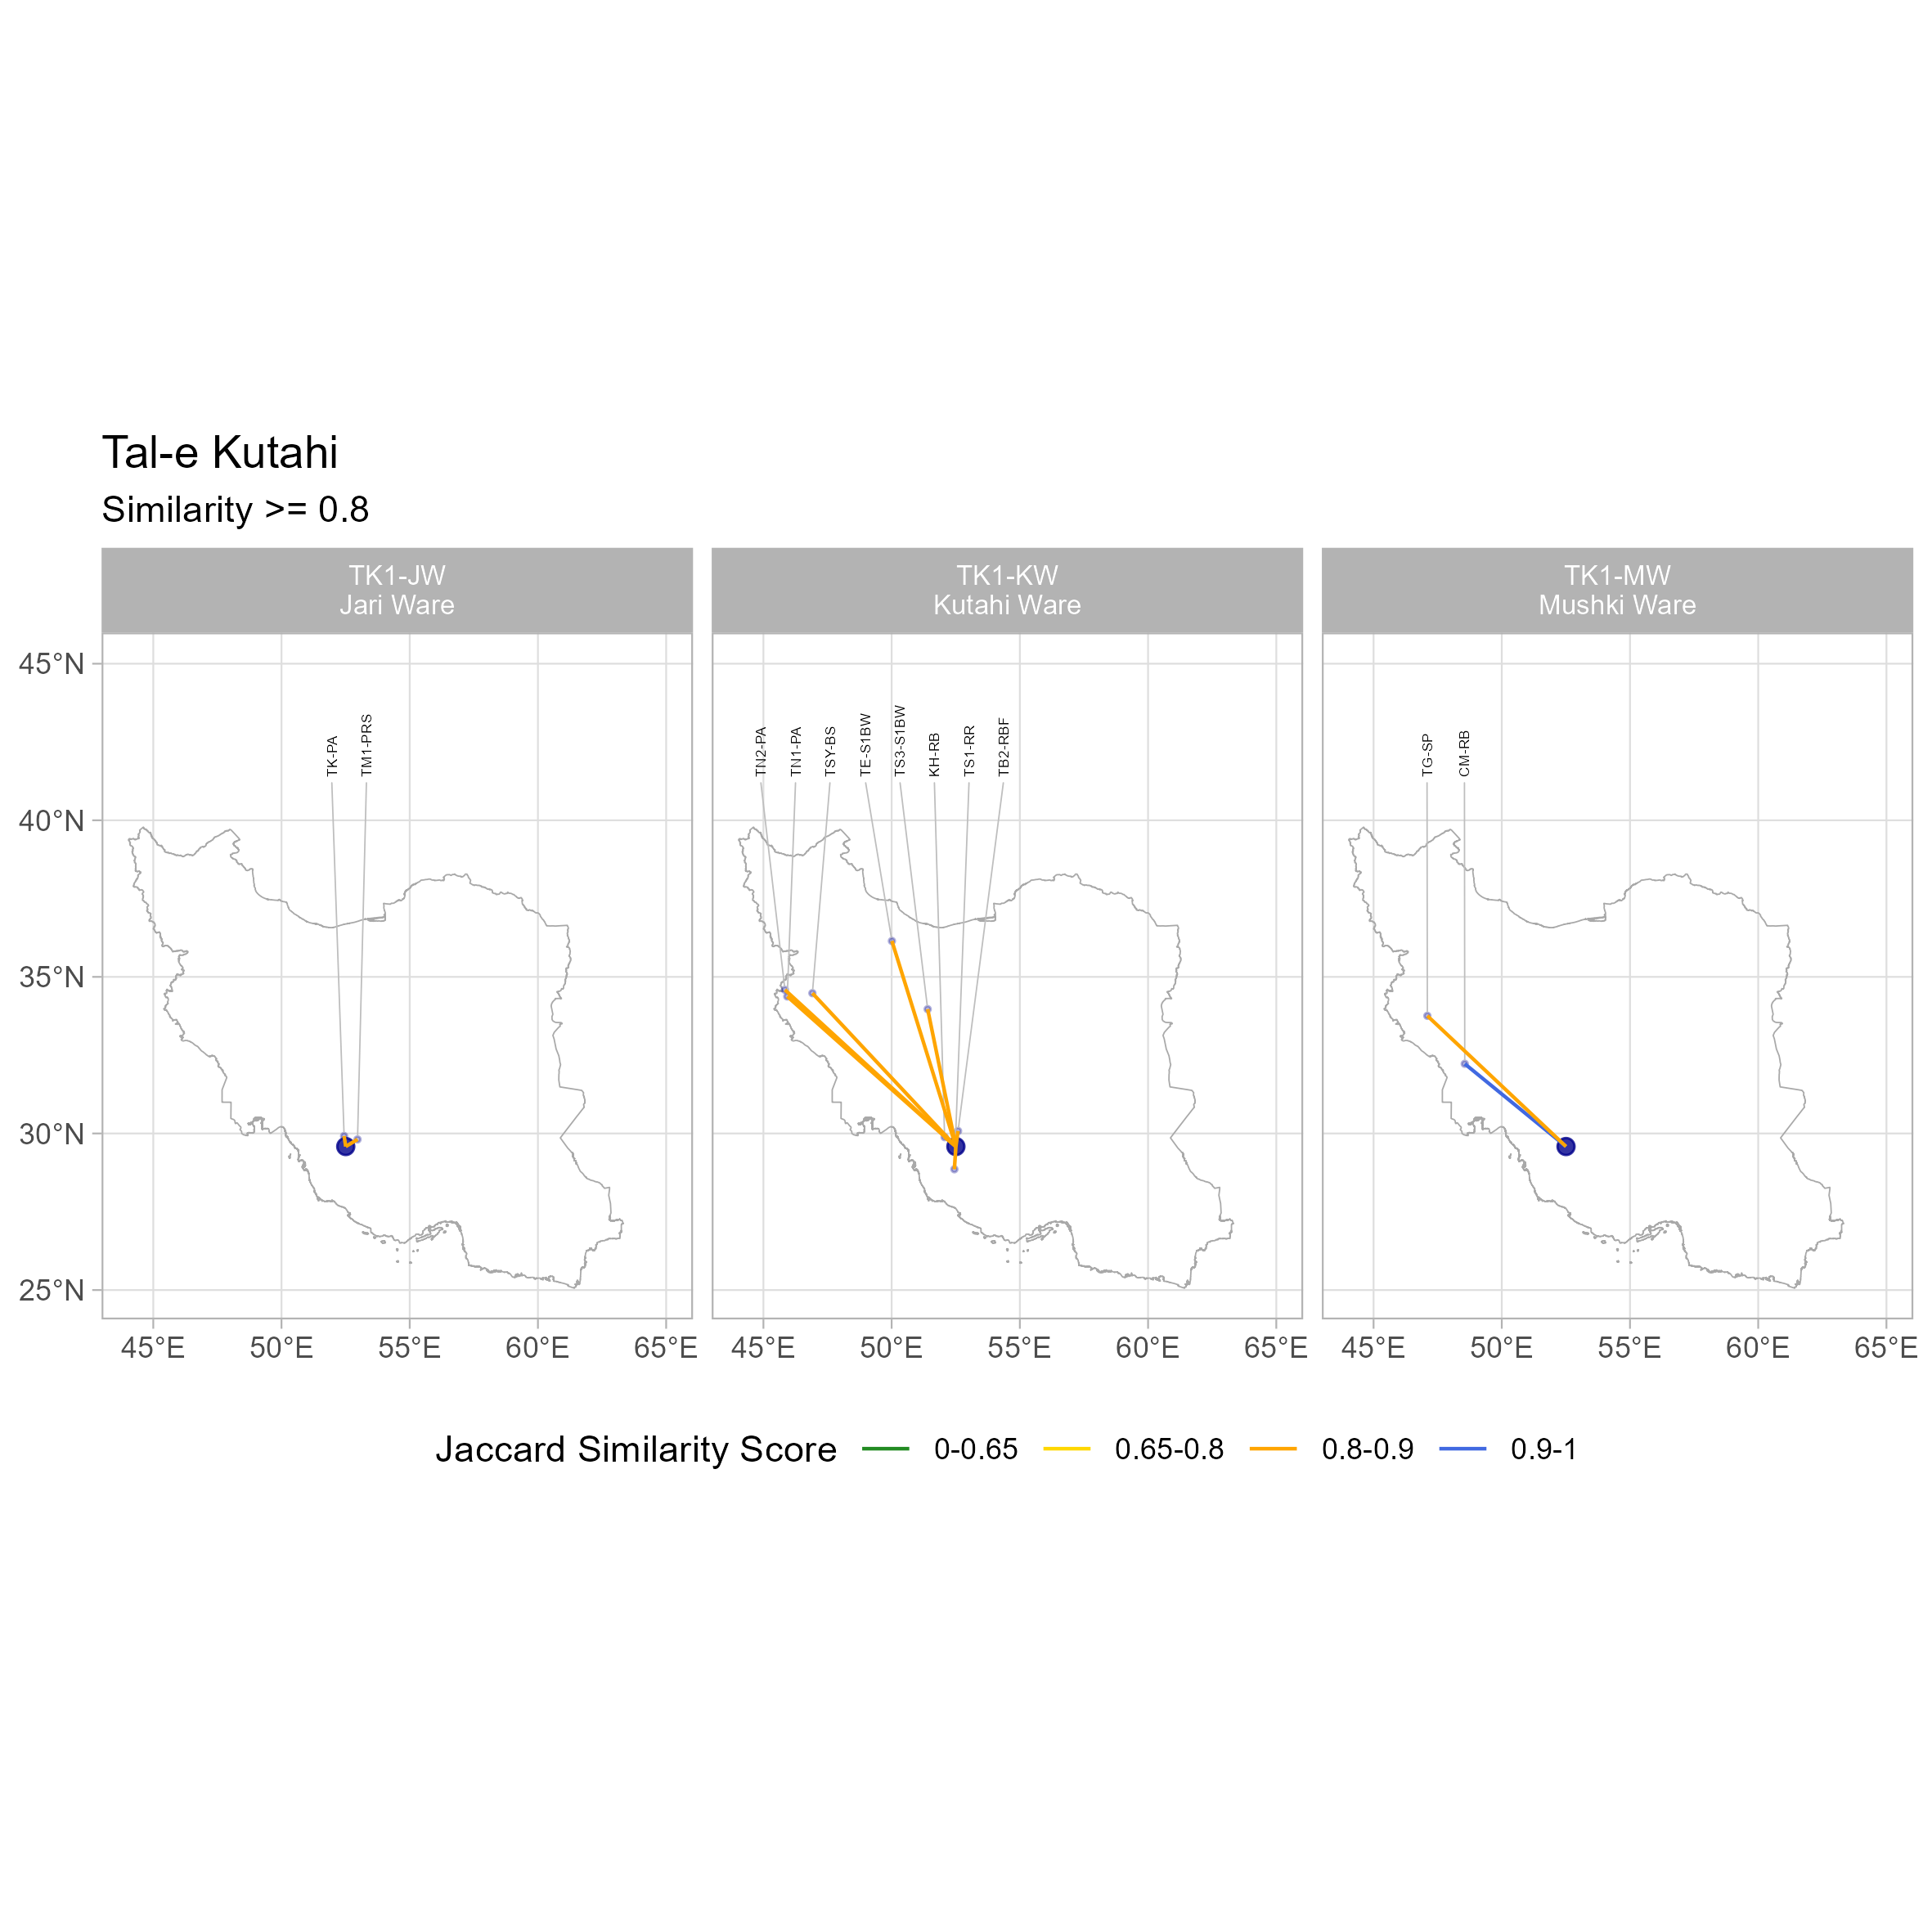 Tal-e Kutahi
Similarity >= 0.8
TK1-JW
Jari Ware
TK1-KW
Kutahi Ware
TK1-MW
Mushki Ware
45°N
40°N
35°N
30°N
25°N
TK-PA
TM1-PRS
TN2-PA
TN1-PA
TSY-BS
TE-S1BW
TS3-S1BW
KH-RB
TS1-RR
TB2-RBF
TG-SP
CM-RB
45°E 50°E 55°E 60°E 65°E
45°E 50°E 55°E 60°E 65°E
45°E 50°E 55°E 60°E 65°E
Jaccard Similarity Score 0-0.65 0.65-0.8 0.8-0.9 0.9-1